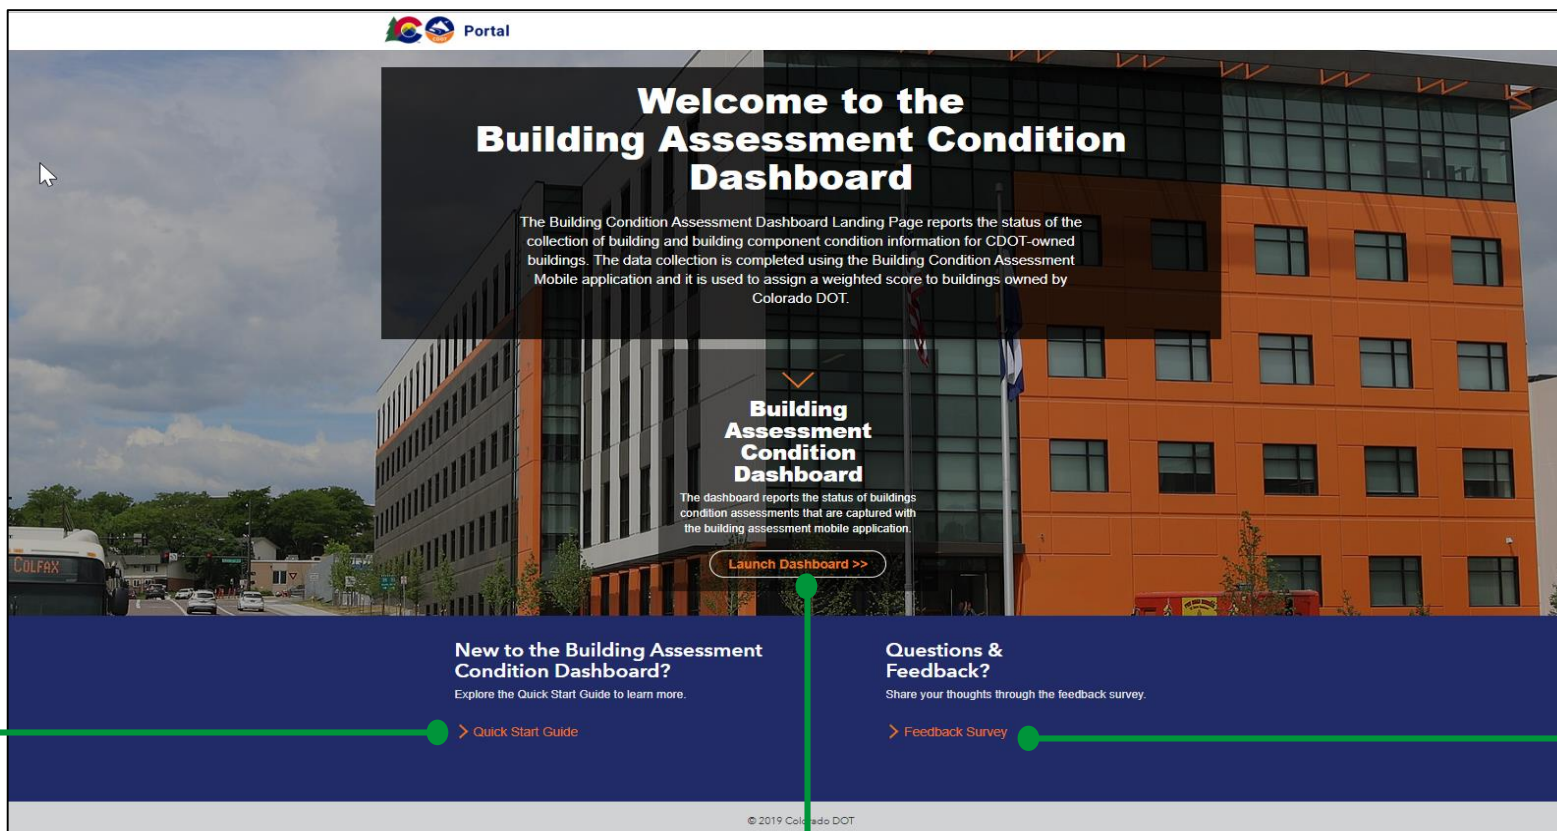 Portal
Welcome to the
Building Assessment Condition
Dashboard
The Building Condition Assessment Dashboard Landing Page reports the status of the
collection of building and building component condition information for CDOT-owned
buildings. The data collection is completed using the Building Condition Assessment
Mobile application and it is used to assign a weighted score to buildings owned by
Colorado DOT.
Building
Assessment
Condition
Dashboard
The dashboard reports the status of buildings
condition assessments that are captured with
the building assessment mobile application.
Launch Dashboard >>
COLFAX
New to the Building Assessment
Condition Dashboard?
Explore the Quick Start Guide to learn more.
Quick Start Guide
Questions &
Feedback?
Share your thoughts through the feedback survey.
Feedback Survey
© 2019 Colorado DOT